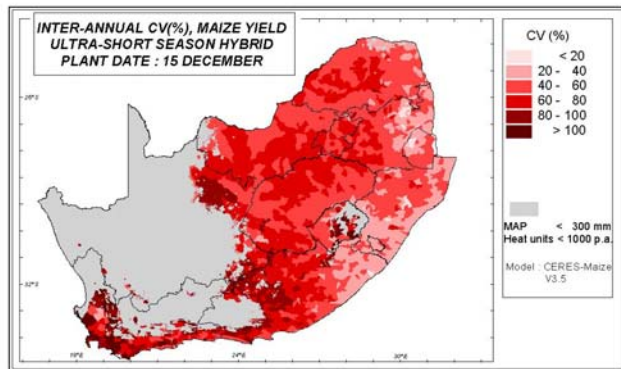 INTER-ANNUAL CV(%), MAIZE YIELD
ULTRA-SHORT SEASON HYBRID
PLANT DATE : 15 DECEMBER
CV (%)
< 20
20 - 40
40 - 60
60 - 80
80 - 100
> 100
MAP < 300 mm
Heat units < 1000 p.a.
Model : CERES-Maize
V3.5